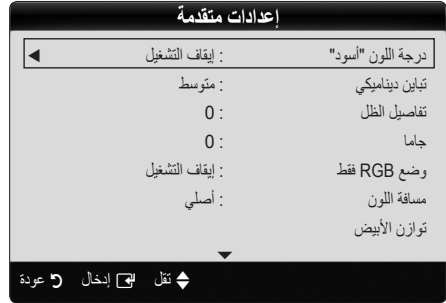 إعدادات متقدمة
درجة اللون "أسود" : إيقاف التشغيل
تباين ديناميكي : متوسط
تفاصيل الظل : 0
جاما : 0
وضع RGB فقط : إيقاف التشغيل
مسافة اللون : أصلي
توازن الأبيض
تنقل إدخال عودة